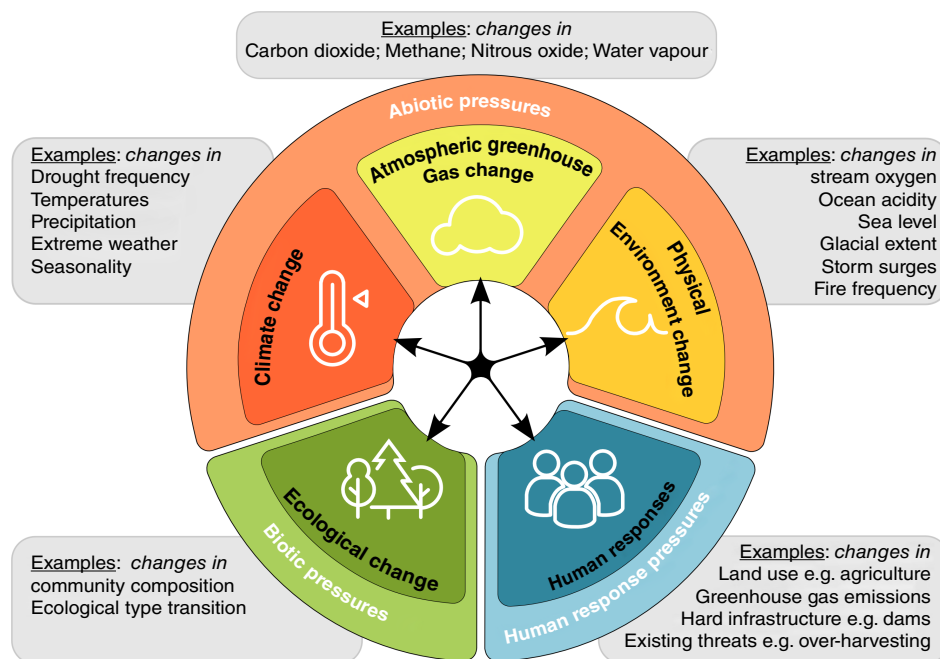 Examples: changes in
Carbon dioxide; Methane; Nitrous oxide; Water vapour
Abiotic pressures
Examples: changes in
Drought frequency
Temperatures
Precipitation
Extreme weather
Seasonality
Atmospheric greenhouse
Gas change
Examples: changes in
stream oxygen
Ocean acidity
Sea level
Glacial extent
Storm surges
Fire frequency
Climate change
Physical
Environment change
Ecological change
Biotic pressures
Human responses
Human response pressures
Examples: changes in
community composition
Ecological type transition
Examples: changes in
Land use e.g. agriculture
Greenhouse gas emissions
Hard infrastructure e.g. dams
Existing threats e.g. over-harvesting